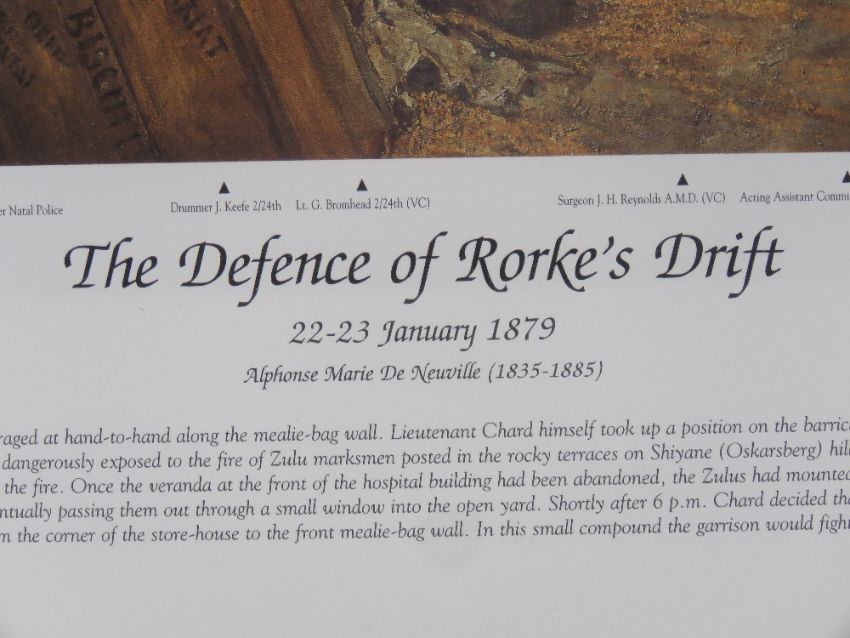 BISCUIT
er Natal Police
Drummer J. Keefe 2/24th
Lt. G. Bromhead 2/24th (VC)
Surgeon J. H. Reynolds A.M.D. (VC)
Acting Assistant Commi
The Defence of Rorke's Drift
22-23 January 1879
Alphonse Marie De Neuville (1835-1885)
raged at hand-to-hand along the mealie-bag wall. Lieutenant Chard himself took up a position on the barric
dangerously exposed to the fire of Zulu marksmen posted in the rocky terraces on Shiyane (Oskarsberg) hill
the fire. Once the veranda at the front of the hospital building had been abandoned, the Zulus had mounted
ntually passing them out through a small window into the open yard. Shortly after 6 p.m. Chard decided tha
m the corner of the store-house to the front mealie-bag wall. In this small compound the garrison would fight